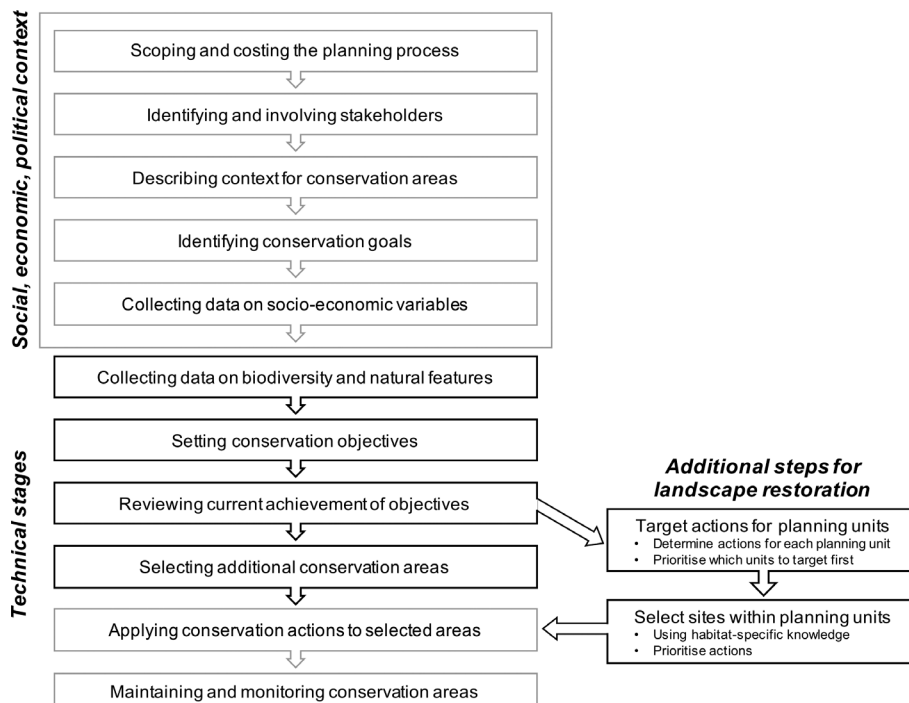 Social, economic, political context
Scoping and costing the planning process
Identifying and involving stakeholders
Describing context for conservation areas
Identifying conservation goals
Collecting data on socio-economic variables
Technical stages
Collecting data on biodiversity and natural features
Setting conservation objectives
Reviewing current achievement of objectives
Selecting additional conservation areas
Applying conservation actions to selected areas
Maintaining and monitoring conservation areas
Additional steps for
landscape restoration
Target actions for planning units
• Determine actions for each planning unit
• Prioritise which units to target first
Select sites within planning units
• Using habitat-specific knowledge
• Prioritise actions